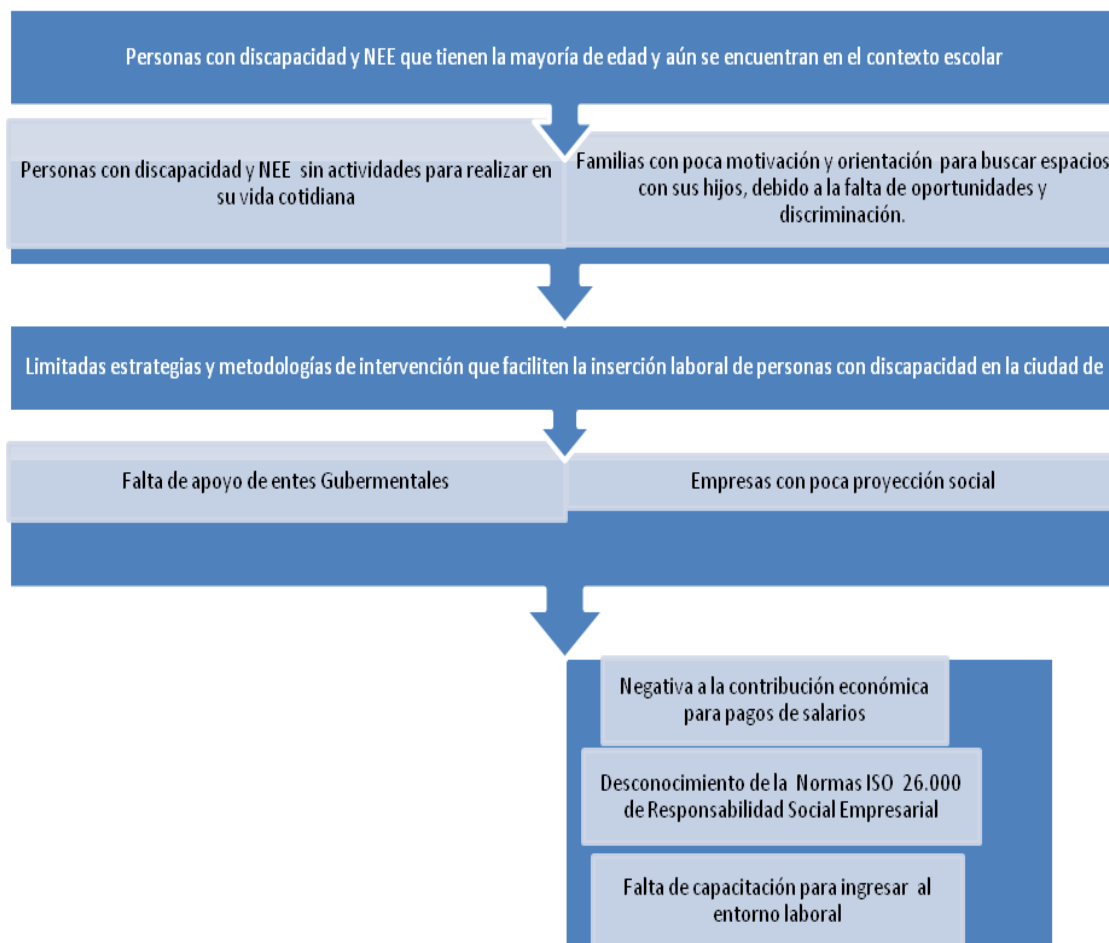 Personas con discapacidad y NEE que tienen la mayoría de edad y aún se encuentran en el contexto escolar
Personas con discapacidad y NEE sin actividades para realizar en
su vida cotidiana
Familias con poca motivación y orientación para buscar espacios
con sus hijos, debido a la falta de oportunidades y
discriminación.
Limitadas estrategias y metodologías de intervención que faciliten la inserción laboral de personas con discapacidad en la ciudad de
Falta de apoyo de entes Gubermentales
Empresas con poca proyección social
Negativa a la contribución económica
para pagos de salarios
Desconocimiento de la Normas ISO 26.000
de Responsabilidad Social Empresarial
Falta de capacitación para ingresar al
entorno laboral